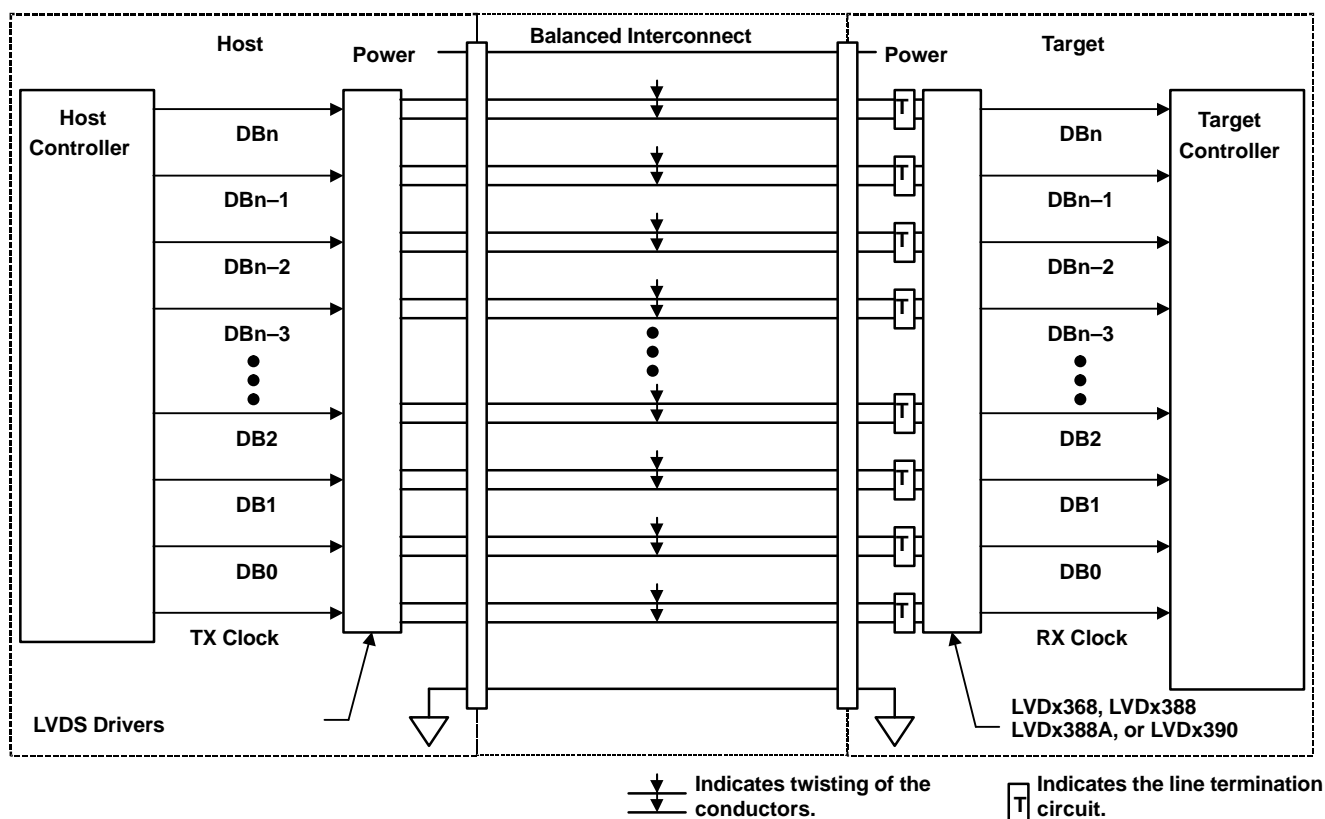 Host
Balanced Interconnect
Target
Power
Power
Host
Controller
DBn
DBn–1
DBn–2
DBn–3
DB2
DB1
DB0
TX Clock
LVDS Drivers
T
T
T
T
T
T
T
T
DBn
DBn–1
DBn–2
DBn–3
DB2
DB1
DB0
RX Clock
Target
Controller
LVDx368, LVDx388
LVDx388A, or LVDx390
Indicates twisting of the
conductors.
T
Indicates the line termination
circuit.